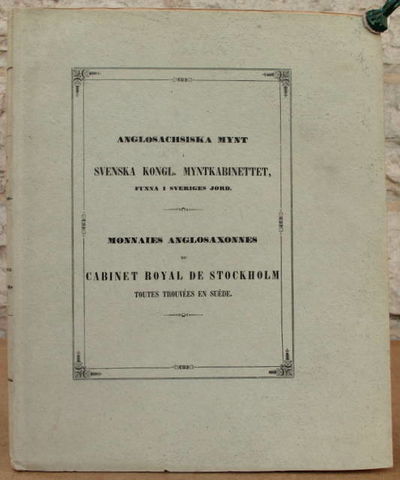 ANGLOSACHSISKA MYNT
I
SVENSKA KONGL. MYNTKABINETTET,
FUNNA I SVERIGES JORD.
MONNAIES ANGLOSAXONNES
DU
CABINET ROYAL DE STOCKHOLM
TOUTES TROUVÉES EN SUÈDE.